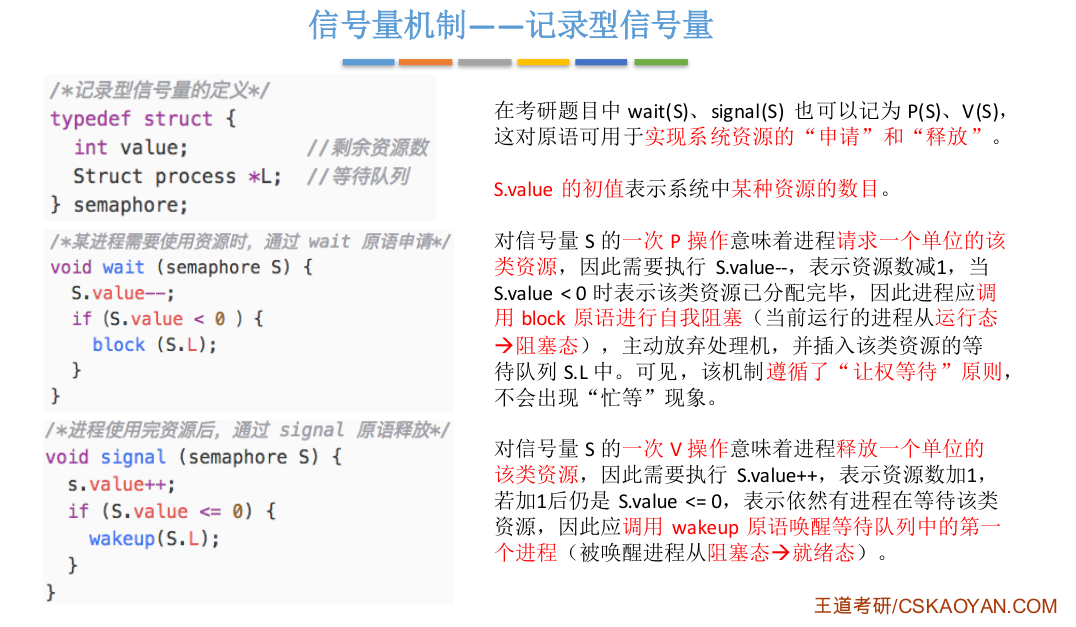 信号量机制——记录型信号量
/*记录型信号量的定义*/
typedef struct {
int value; //剩余资源数
Struct process *L; //等待队列
} semaphore;
/*某进程需要使用资源时，通过 wait 原语申请*/
void wait (semaphore S) {
S.value--;
if (S.value < 0 ) {
block (S.L);
}
}
/*进程使用完资源后，通过 signal 原语释放*/
void signal (semaphore S) {
s.value++;
if (S.value <= 0) {
wakeup(S.L);
}
}
在考研题目中 wait(S)、signal(S) 也可以记为 P(S)、V(S)，
这对原语可用于实现系统资源的“申请”和“释放”。
S.value 的初值表示系统中某种资源的数目。
对信号量 S 的一次 P 操作意味着进程请求一个单位的该
类资源，因此需要执行 S.value--，表示资源数减1，当
S.value < 0 时表示该类资源已分配完毕，因此进程应调
用 block 原语进行自我阻塞（当前运行的进程从运行态
→阻塞态），主动放弃处理机，并插入该类资源的等
待队列 S.L 中。可见，该机制遵循了“让权等待”原则，
不会出现“忙等”现象。
对信号量 S 的一次 V 操作意味着进程释放一个单位的
该类资源，因此需要执行 S.value++，表示资源数加1，
若加1后仍是 S.value <= 0，表示依然有进程在等待该类
资源，因此应调用 wakeup 原语唤醒等待队列中的第一
个进程（被唤醒进程从阻塞态→就绪态）。
王道考研/CSKAOYAN.COM